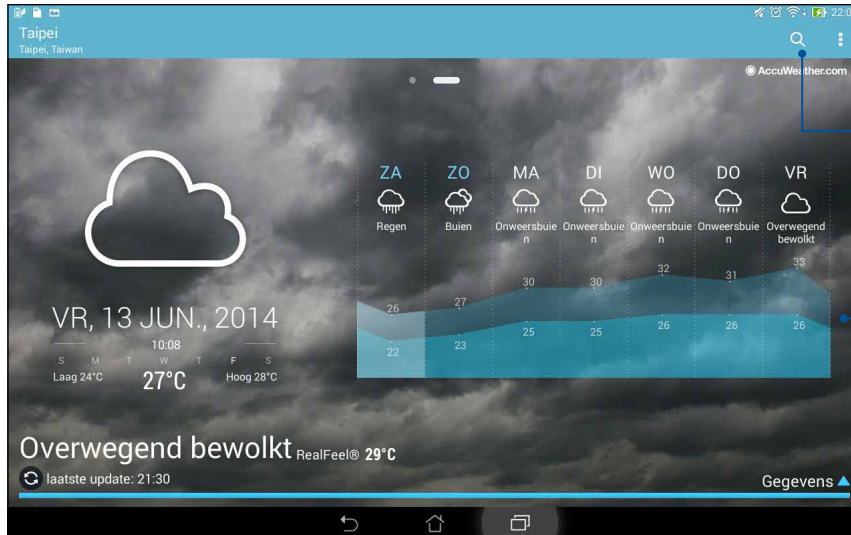 22:0
Taipei
Taipei, Taiwan
AccuWeather.com
ZA ZO MA DI WO DO VR
Regen Buien Onweersbuie Onweersbuie Onweersbuie Onweersbuie Overwegend
n n n n bewolkt
26 27 30 30 32 31 33
22 23 25 25 26 26 26
VR, 13 JUN., 2014
10:08
S M T W T F S
Laag 24°C 27°C Hoog 28°C
Overwegend bewolkt RealFeel® 29°C
laatste update: 21:30
Gegevens